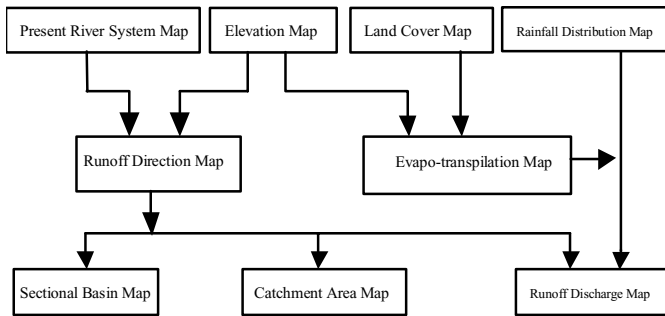 Present River System Map
Elevation Map
Land Cover Map
Rainfall Distribution Map
Runoff Direction Map
Evapo-transpilation Map
Sectional Basin Map
Catchment Area Map
Runoff Discharge Map